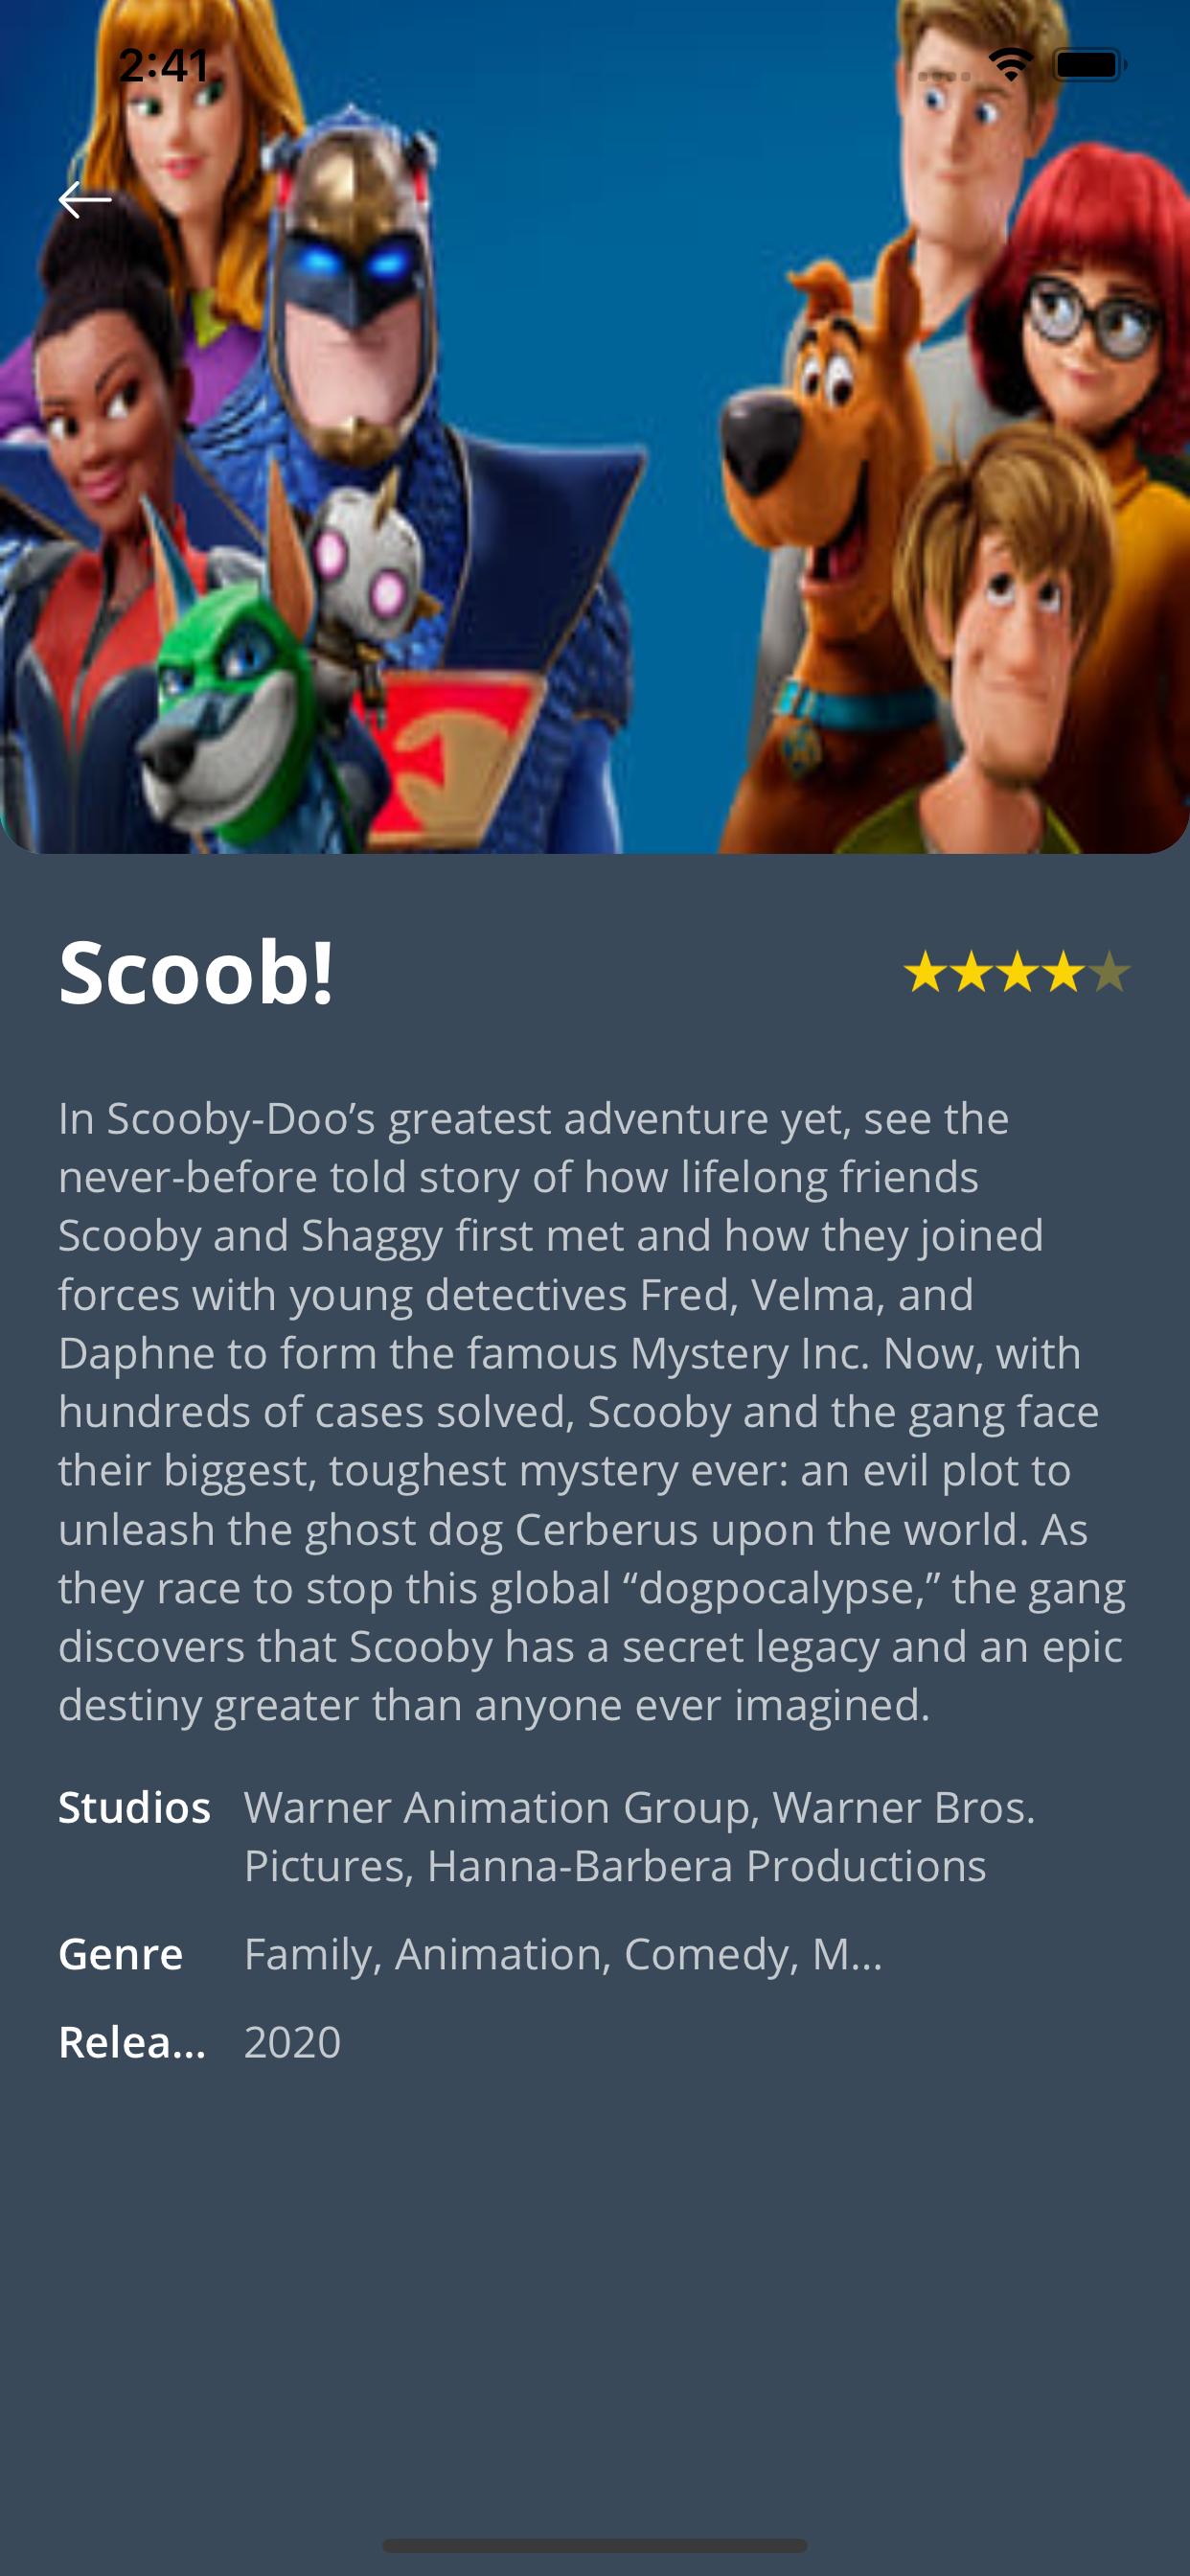 2:41
Scoob!
In Scooby-Doo’s greatest adventure yet, see the
never-before told story of how lifelong friends
Scooby and Shaggy first met and how they joined
forces with young detectives Fred, Velma, and
Daphne to form the famous Mystery Inc. Now, with
hundreds of cases solved, Scooby and the gang face
their biggest, toughest mystery ever: an evil plot to
unleash the ghost dog Cerberus upon the world. As
they race to stop this global “dogpocalypse,” the gang
discovers that Scooby has a secret legacy and an epic
destiny greater than anyone ever imagined.
Studios Warner Animation Group, Warner Bros.
Pictures, Hanna-Barbera Productions
Genre Family, Animation, Comedy, M...
Relea... 2020